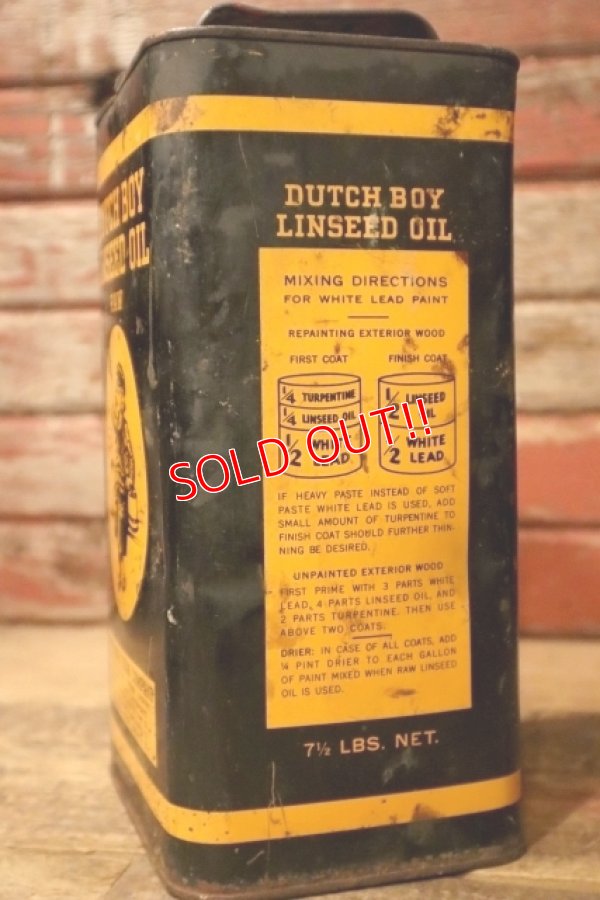 DUTCH BOY
LINSEED OIL
MIXING DIRECTIONS
FOR WHITE LEAD PAINT
REPAINTING EXTERIOR WOOD
FIRST COAT FINISH COAT
1/4 TURPENTINE
1/4 LINSEED OIL
1/2 WHITE LEAD
1/2 LINSEED OIL
1/2 WHITE LEAD
SOLD OUT!!
IF HEAVY PASTE INSTEAD OF SOFT
PASTE WHITE LEAD IS USED, ADD
SMALL AMOUNT OF TURPENTINE TO
FINISH COAT SHOULD FURTHER THIN-
NING BE DESIRED.
UNPAINTED EXTERIOR WOOD
FIRST PRIME WITH 3 PARTS WHITE
LEAD, 4 PARTS LINSEED OIL, AND
2 PARTS TURPENTINE. THEN USE
ABOVE TWO COATS.
DRIER: IN CASE OF ALL COATS, ADD
¼ PINT DRIER TO EACH GALLON
OF PAINT MIXED WHEN RAW LINSEED
OIL IS USED.
7½ LBS. NET.